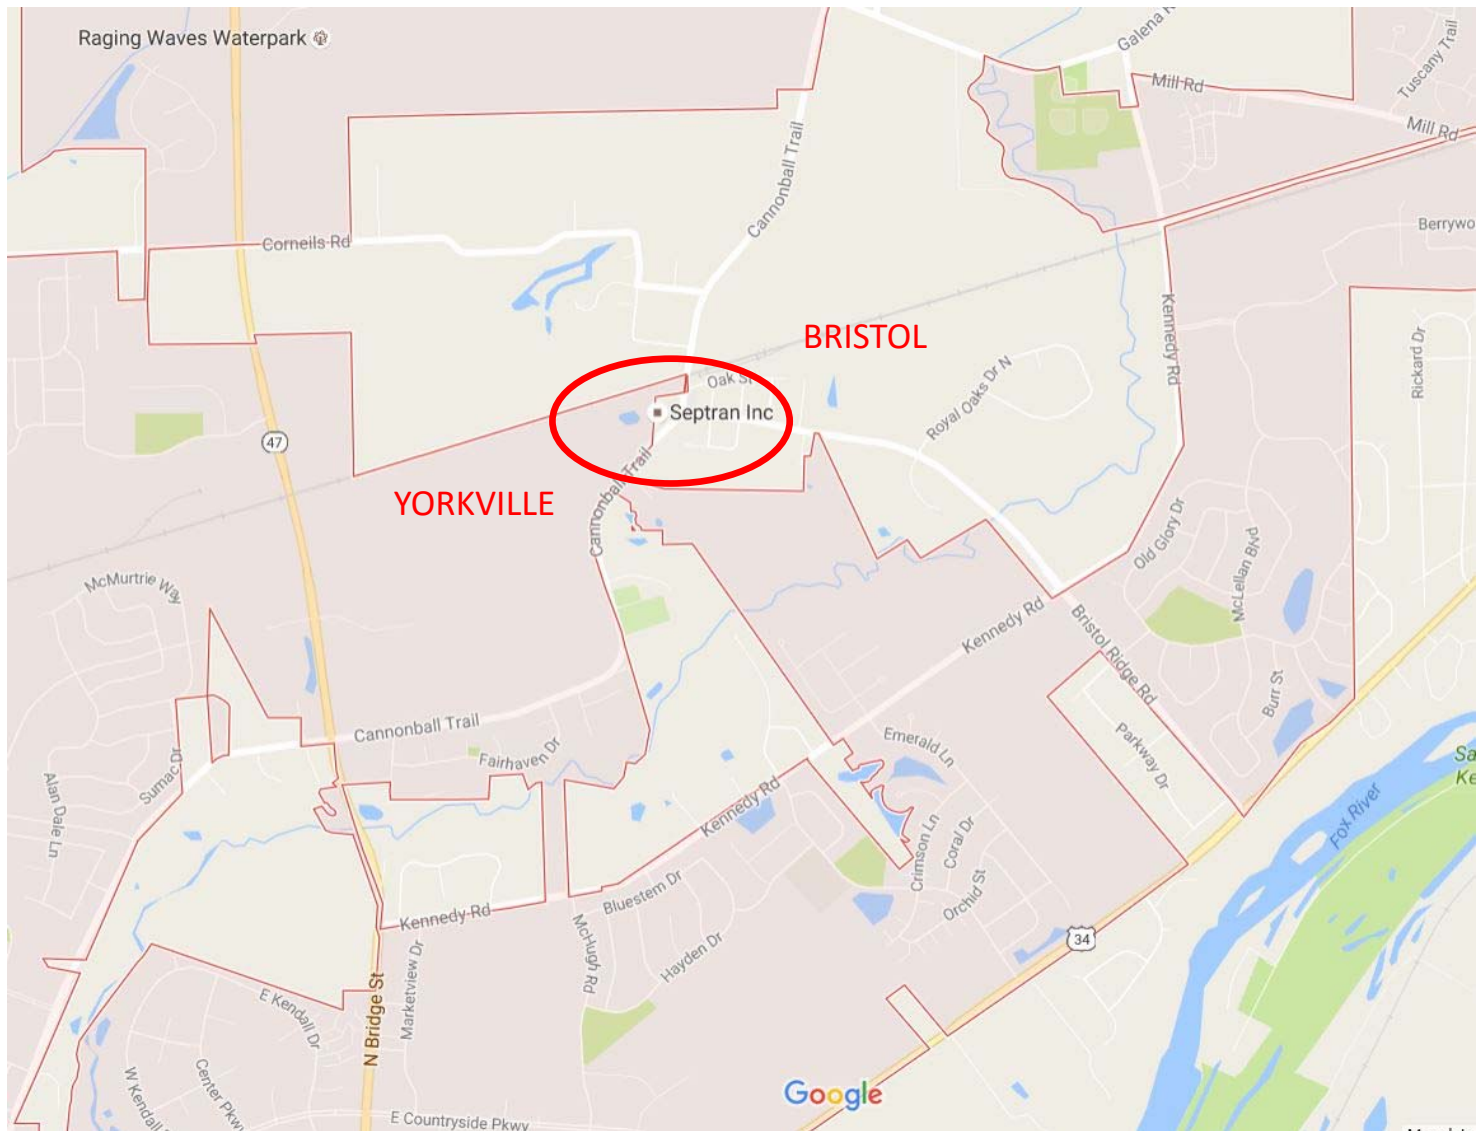 Raging Waves Waterpark
Galena R
Tuscany Trail
Mill Rd
Mill Rd
Cannonball Trail
Berrywo
Corneils Rd
Kennedy Rd
BRISTOL
Rickard Dr
Oak St
Royal Oaks Dr N
Septran Inc
47
YORKVILLE
Cannonball Trail
Old Glory Dr
McLellan Blvd
McMurtrie Way
Kennedy Rd
Bristol Ridge Rd
Burr St
Cannonball Trail
Fairhaven Dr
Emerald Ln
Parkway Dr
Sa
Ke
Sumac Dr
Alan Dale Ln
Kennedy Rd
Fox River
Crimson Ln
Coral Dr
Bluestem Dr
Orchid St
Kennedy Rd
McHugh Rd
Hayden Dr
34
Marketview Dr
E Kendall Dr
N Bridge St
W Kendall
Center Pkwy
Google
E Countryside Pkwy